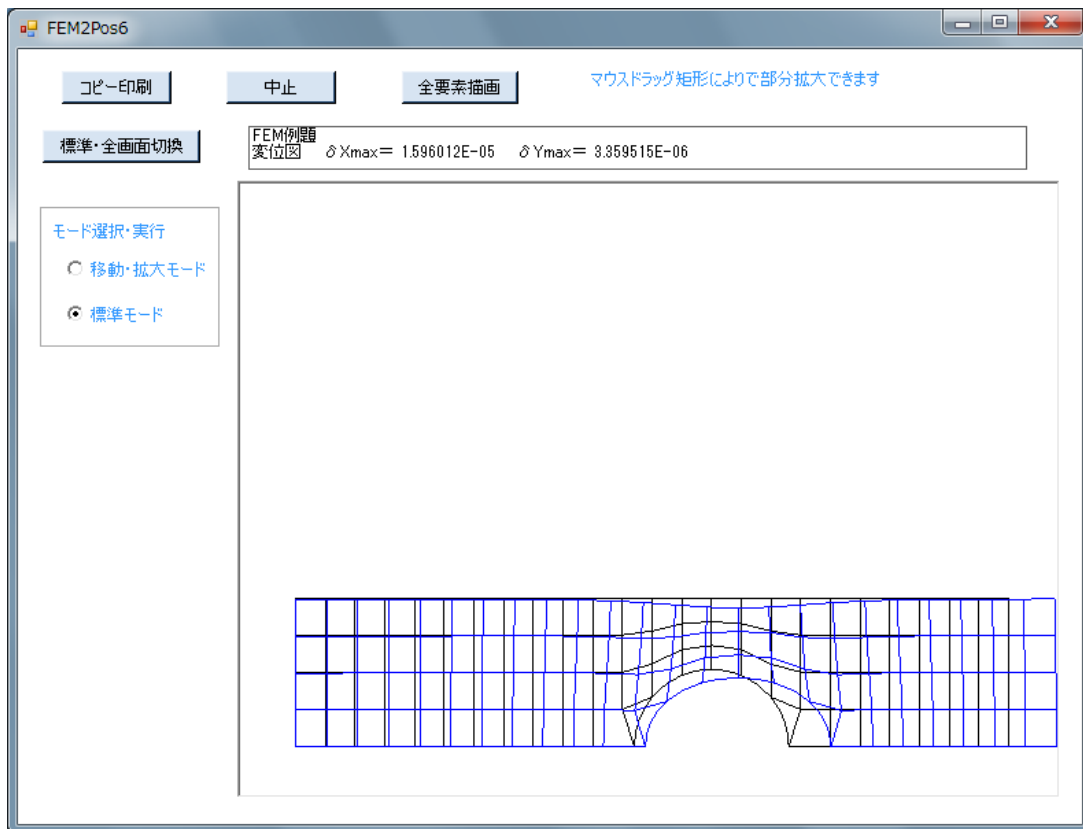 FEM2Pos6
コピー印刷 中止 全要素描画 マウスドラッグ矩形によりで部分拡大できます
標準・全画面切換
FEM例題
変位図 δXmax＝ 1.596012E-05 δYmax＝ 3.359515E-06
モード選択・実行
移動・拡大モード
標準モード